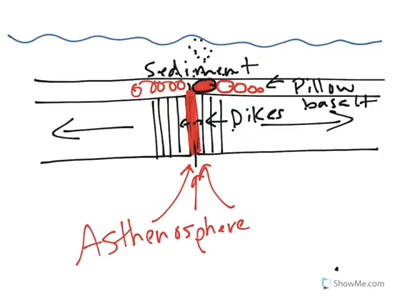 Sediment
Pillow
basalt
Dikes
Asthenosphere
ShowMe.com